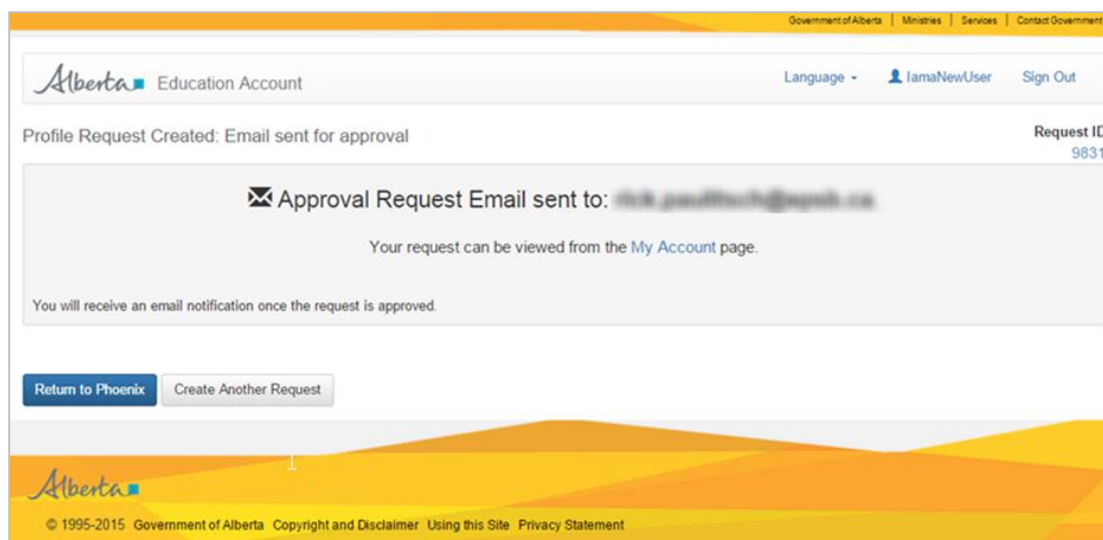 Government of Alberta | Ministries | Services | Contact Government
Alberta Education Account Language IamaNewUser Sign Out
Profile Request Created: Email sent for approval Request ID
9831
Approval Request Email sent to:
Your request can be viewed from the My Account page.
You will receive an email notification once the request is approved.
Return to Phoenix Create Another Request
Alberta
© 1995-2015 Government of Alberta Copyright and Disclaimer Using this Site Privacy Statement